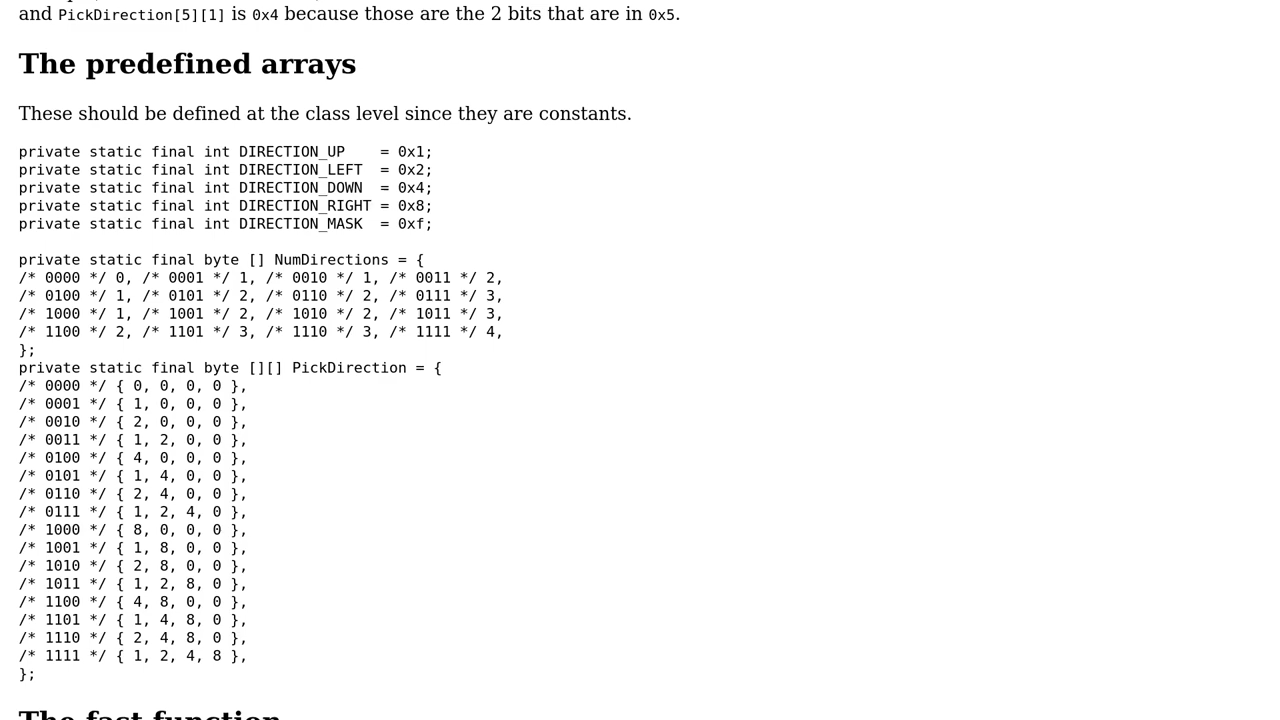 and PickDirection[5][1] is 0x4 because those are the 2 bits that are in 0x5.
The predefined arrays
These should be defined at the class level since they are constants.
private static final int DIRECTION_UP    = 0x1;
private static final int DIRECTION_LEFT  = 0x2;
private static final int DIRECTION_DOWN  = 0x4;
private static final int DIRECTION_RIGHT = 0x8;
private static final int DIRECTION_MASK  = 0xf;
private static final byte [] NumDirections = {
/* 0000 */ 0, /* 0001 */ 1, /* 0010 */ 1, /* 0011 */ 2,
/* 0100 */ 1, /* 0101 */ 2, /* 0110 */ 2, /* 0111 */ 3,
/* 1000 */ 1, /* 1001 */ 2, /* 1010 */ 2, /* 1011 */ 3,
/* 1100 */ 2, /* 1101 */ 3, /* 1110 */ 3, /* 1111 */ 4,
};
private static final byte [][] PickDirection = {
/* 0000 */ { 0, 0, 0, 0 },
/* 0001 */ { 1, 0, 0, 0 },
/* 0010 */ { 2, 0, 0, 0 },
/* 0011 */ { 1, 2, 0, 0 },
/* 0100 */ { 4, 0, 0, 0 },
/* 0101 */ { 1, 4, 0, 0 },
/* 0110 */ { 2, 4, 0, 0 },
/* 0111 */ { 1, 2, 4, 0 },
/* 1000 */ { 8, 0, 0, 0 },
/* 1001 */ { 1, 8, 0, 0 },
/* 1010 */ { 2, 8, 0, 0 },
/* 1011 */ { 1, 2, 8, 0 },
/* 1100 */ { 4, 8, 0, 0 },
/* 1101 */ { 1, 4, 8, 0 },
/* 1110 */ { 2, 4, 8, 0 },
/* 1111 */ { 1, 2, 4, 8 },
};
The fast function